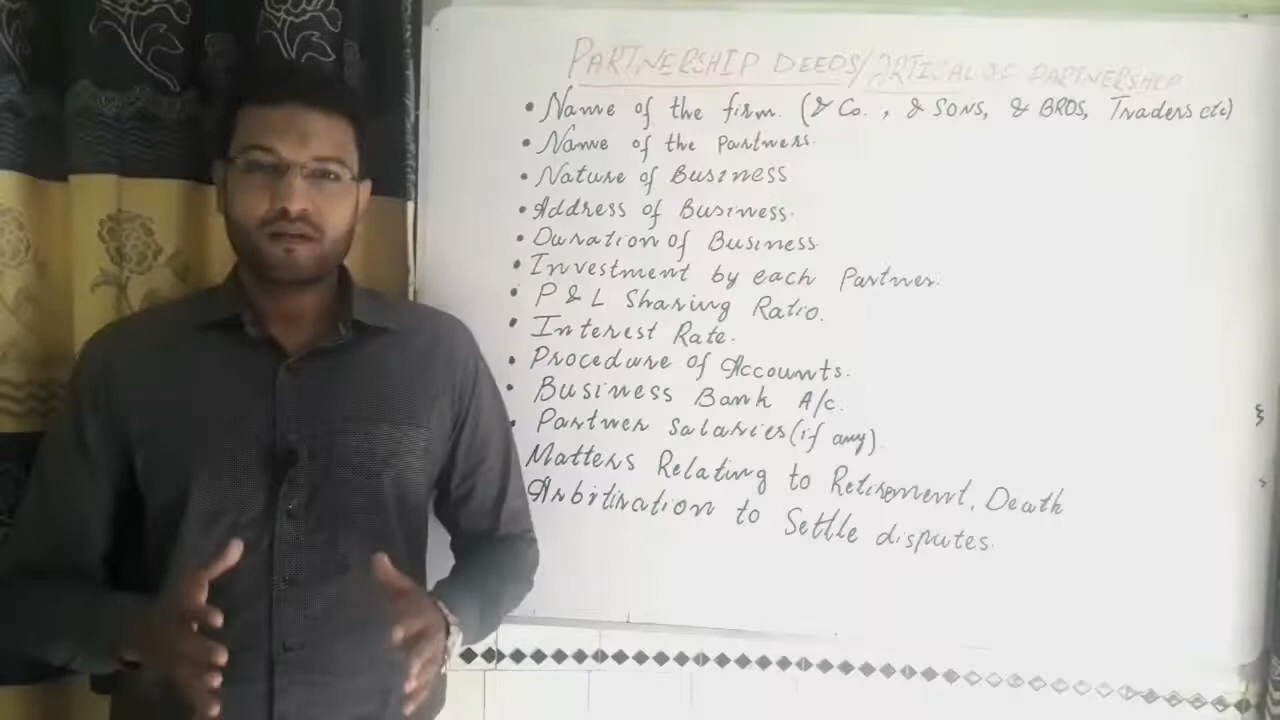 PARTNERSHIP DEEDS/ARTICAL OF PARTNERSHIP
• Name of the firm. (& Co., & SONS, & BROS, Traders etc)
• Name of the Partners.
• Nature of Business
• Address of Business.
• Duration of Business
• Investment by each Partner.
• P & L Sharing Ratio.
• Interest Rate.
• Procedure of Accounts.
• Business Bank A/c.
• Partner Salaries (if any).
Matters Relating to Retirement, Death
Arbitiration to Settle disputes.